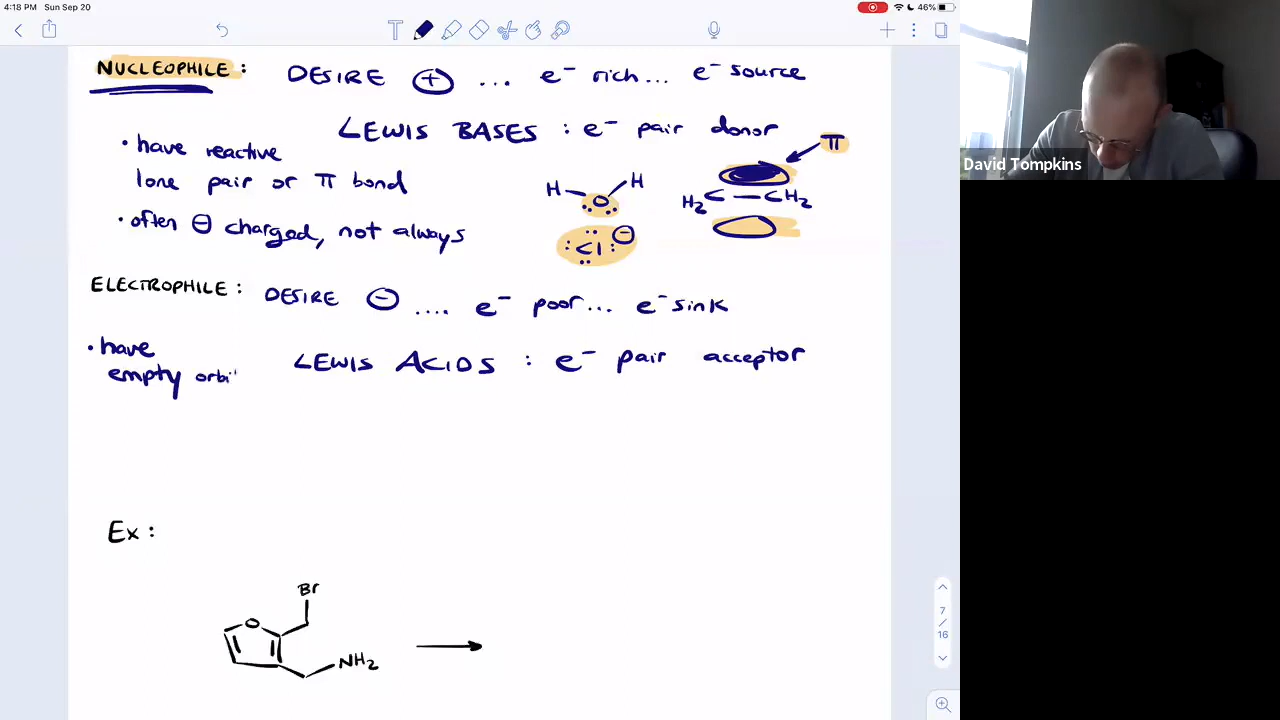 4:18 PM Sun Sep 20
46%
NUCLEOPHILE: DESIRE + ... e⁻ rich... e⁻ source
LEWIS BASES : e⁻ pair donor
• have reactive
lone pair or π bond
• often ⊖ charged, not always
H O H
:Cl: ⊖
π
H₂C — CH₂
ELECTROPHILE: DESIRE ⊖ .... e⁻ poor... e⁻ sink
LEWIS ACIDS : e⁻ pair acceptor
• have
empty orbi
Ex:
Br
O
NH₂
David Tompkins
T
7
/
16